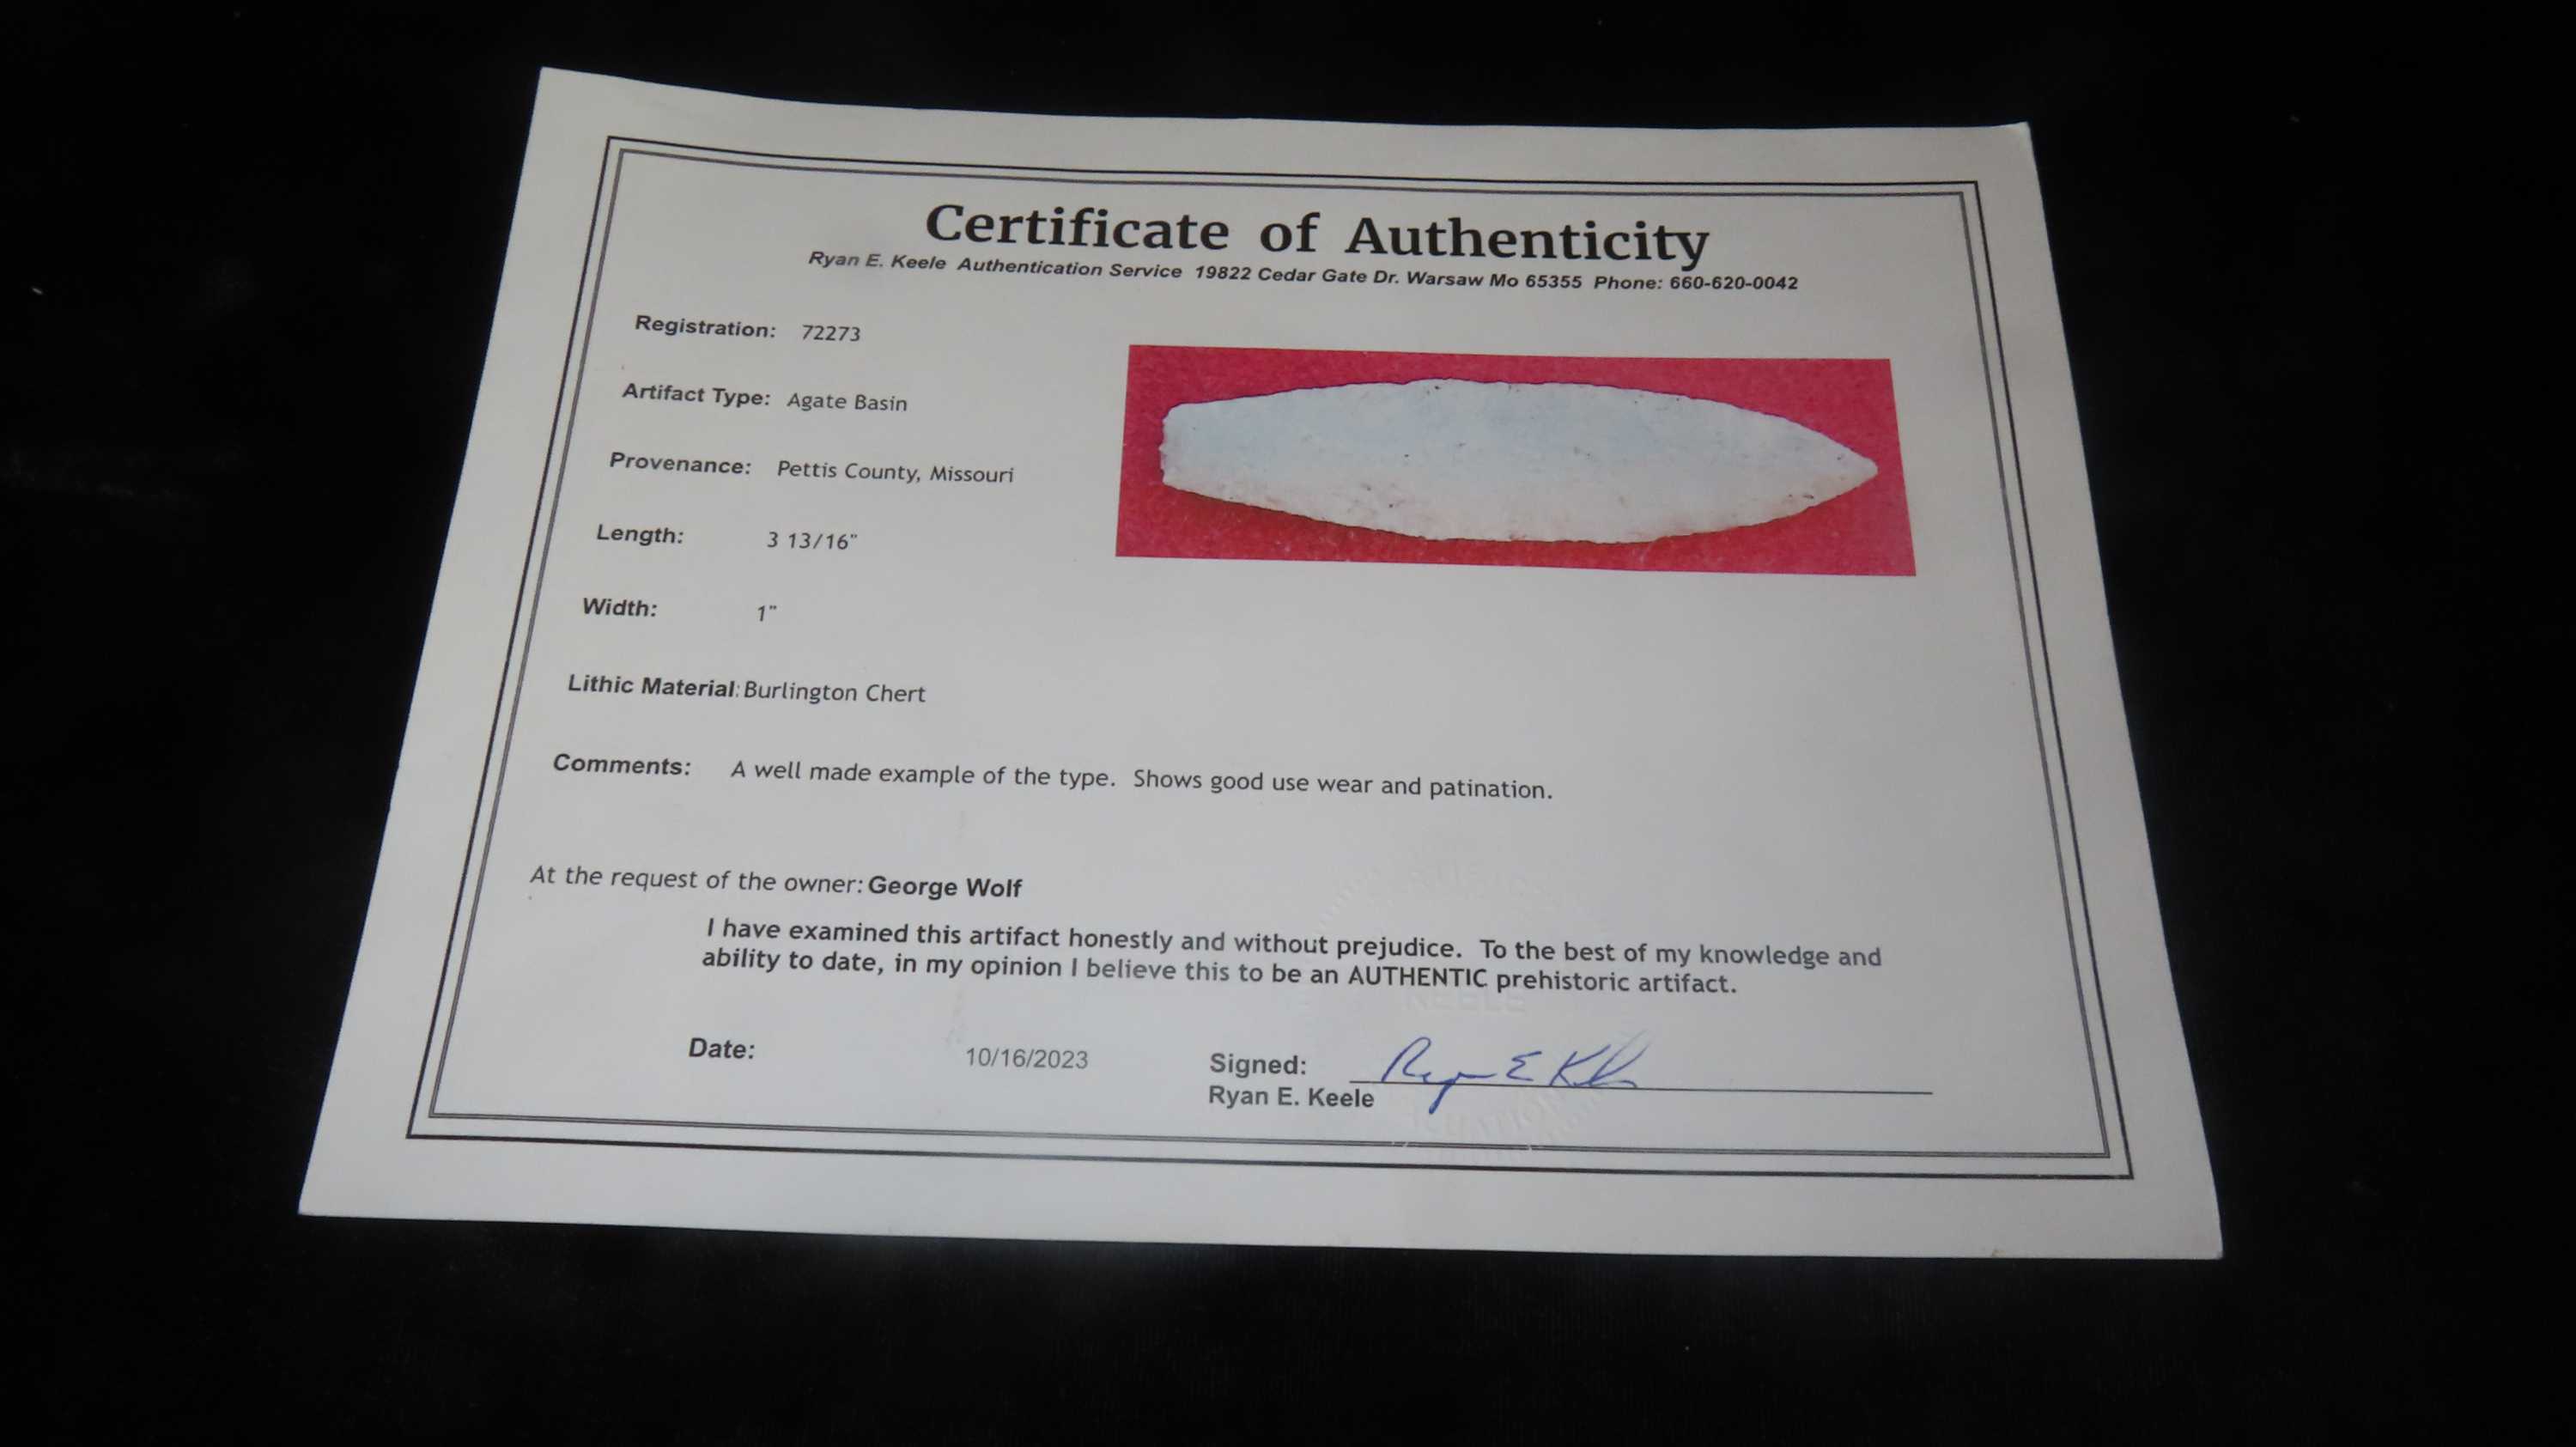 Certificate of Authenticity
Ryan E. Keele Authentication Service 19822 Cedar Gate Dr. Warsaw Mo 65355 Phone: 660-620-0042
Registration: 72273
Artifact Type: Agate Basin
Provenance: Pettis County, Missouri
Length: 3 13/16"
Width: 1"
Lithic Material: Burlington Chert
Comments: A well made example of the type. Shows good use wear and patination.
At the request of the owner: George Wolf
I have examined this artifact honestly and without prejudice. To the best of my knowledge and
ability to date, in my opinion I believe this to be an AUTHENTIC prehistoric artifact.
KEELE
Date: 10/16/2023 Signed: Ryan E Keele
Ryan E. Keele